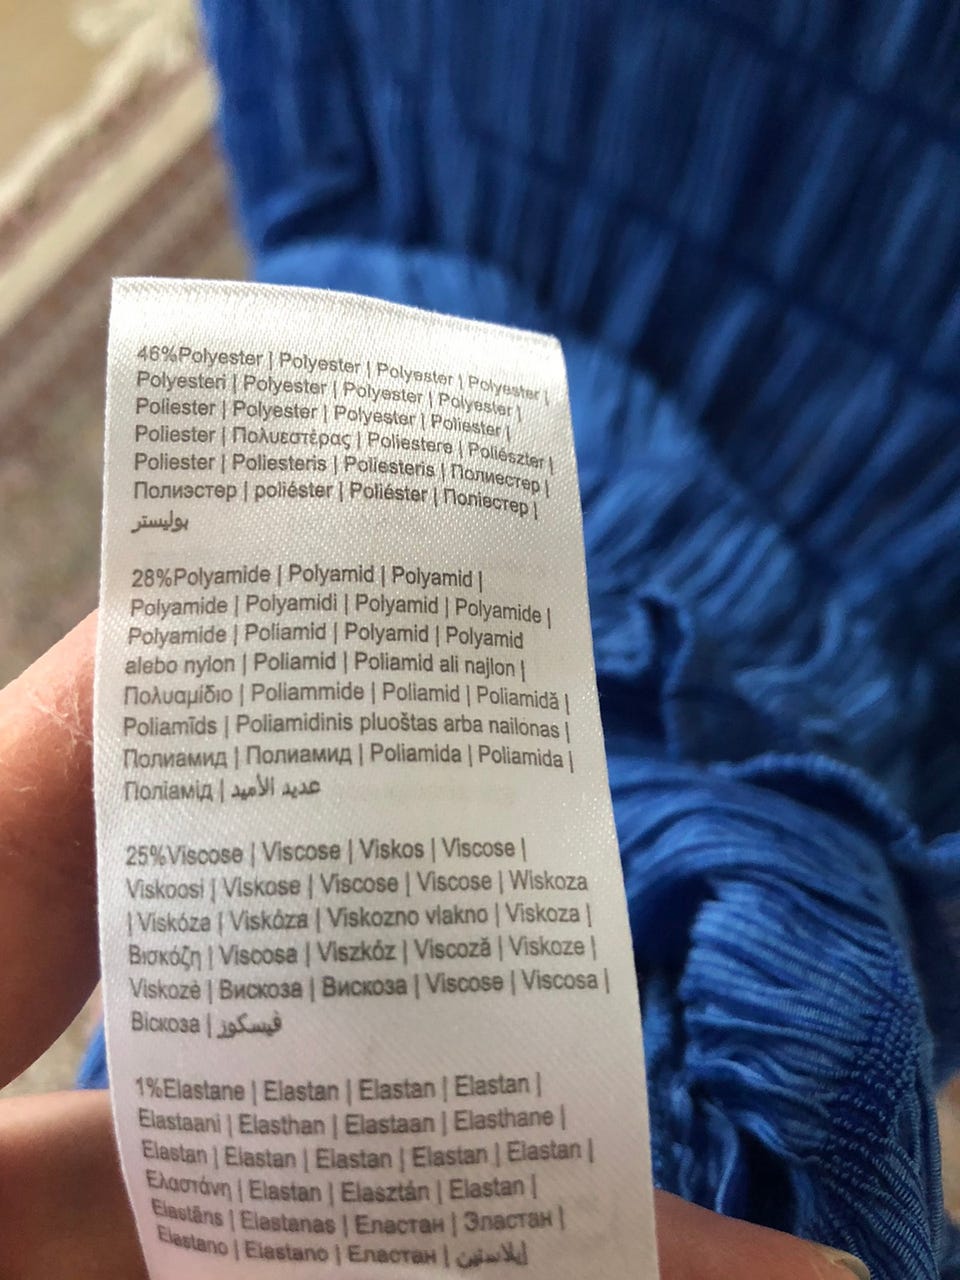 46%Polyester | Polyester | Polyester | Polyester |
Polyesteri | Polyester | Polyester | Polyester |
Poliester | Polyester | Polyester | Poliester |
Poliester | Πολυεστέρας | Poliestere | Poliészter |
Poliester | Poliesteris | Poliesteris | Полиестер |
Полиэстер | poliéster | Poliéster | Поліестер |
بوليستر
28%Polyamide | Polyamid | Polyamid |
Polyamide | Polyamidi | Polyamid | Polyamide |
Polyamide | Poliamid | Polyamid | Polyamid
alebo nylon | Poliamid | Poliamid ali najlon |
Πολυαμίδιο | Poliammide | Poliamid | Poliamidă |
Poliamīds | Poliamidinis pluoštas arba nailonas |
Полиамид | Полиамид | Poliamida | Poliamida |
Поліамід | عديد الأميد
25%Viscose | Viscose | Viskos | Viscose |
Viskoosi | Viskose | Viscose | Viscose | Wiskoza
| Viskóza | Viskóza | Viskozno vlakno | Viskoza |
Βισκόζη | Viscosa | Viszkóz | Viscoză | Viskoze |
Viskozė | Вискоза | Вискоза | Viscose | Viscosa |
Віскоза | فيسكوز
1%Elastane | Elastan | Elastan | Elastan |
Elastaani | Elasthan | Elastaan | Elasthane |
Elastan | Elastan | Elastan | Elastan | Elastan |
Ελαστάνη | Elastan | Elasztán | Elastan |
Elastāns | Elastanas | Еластан | Эластан |
Elastano | Elastano | Еластан | إيلاستين